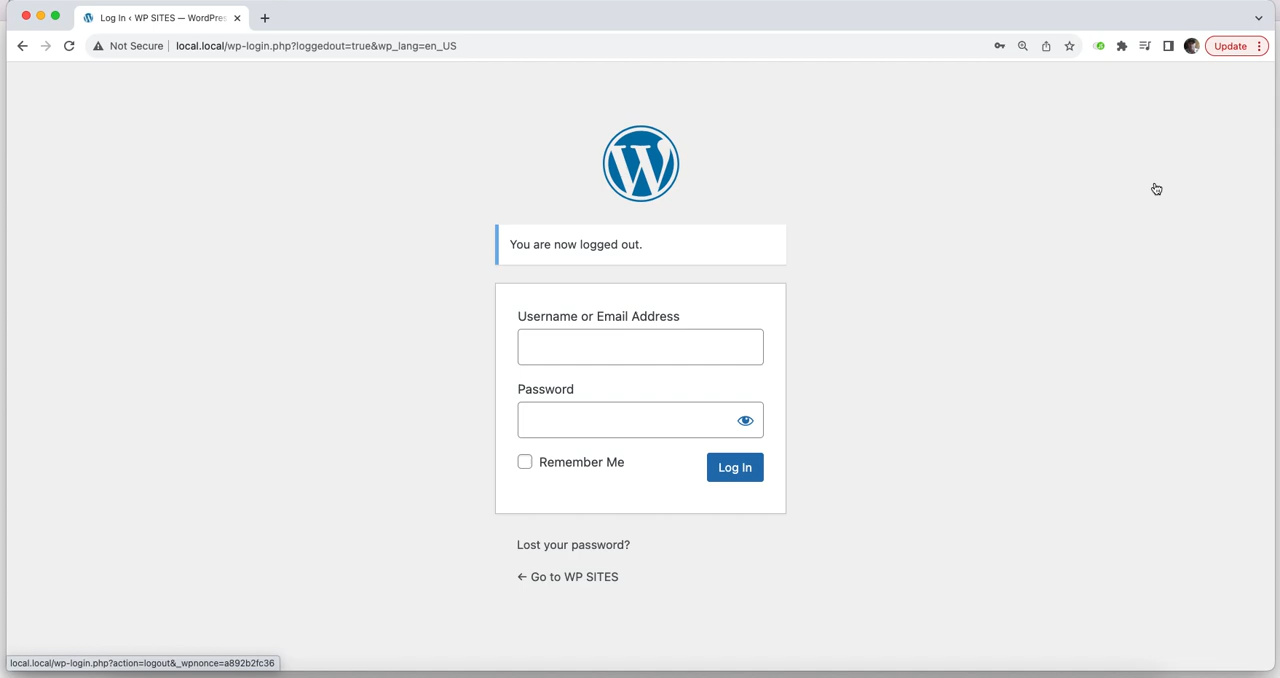 Log In ‹ WP SITES — WordPres
Not Secure
local.local/wp-login.php?loggedout=true&wp_lang=en_US
Update
You are now logged out.
Username or Email Address
Password
Remember Me
Log In
Lost your password?
← Go to WP SITES
local.local/wp-login.php?action=logout&_wpnonce=a892b2fc36